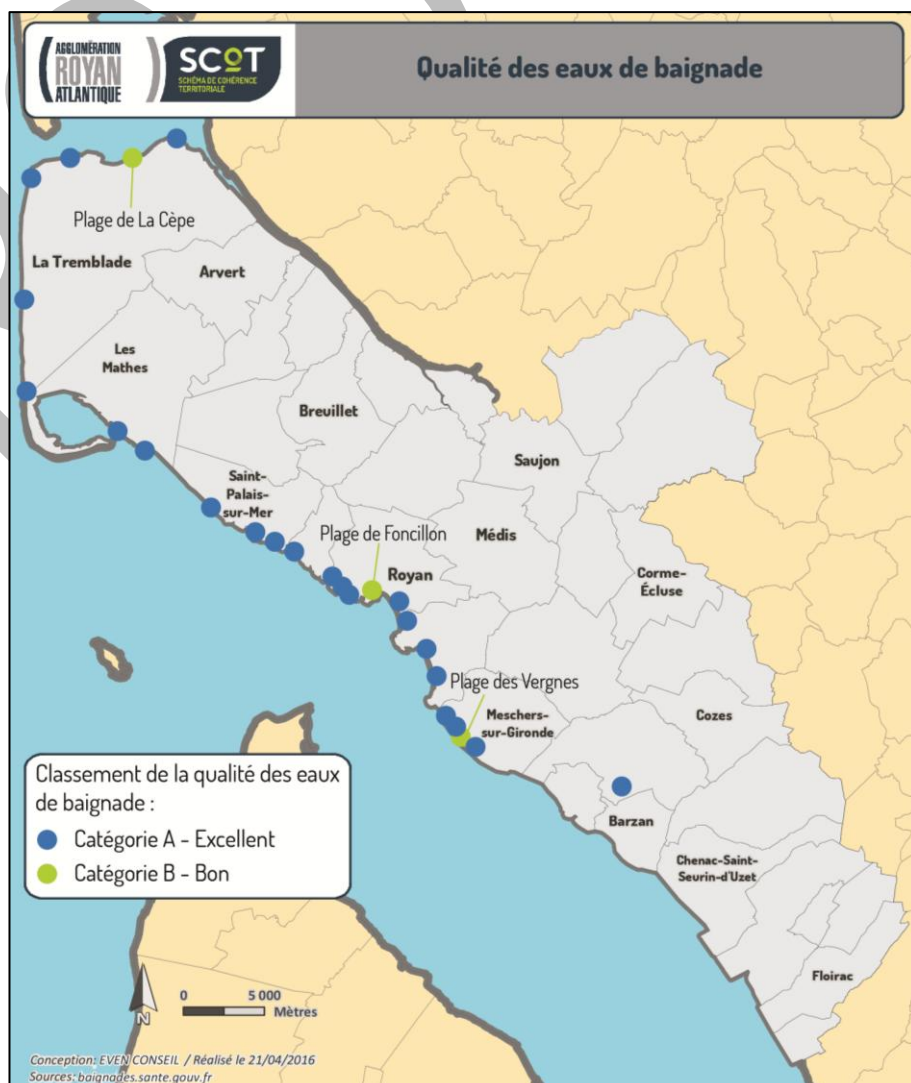 AGGLOMÉRATION
ROYAN
ATLANTIQUE
SCOT
SCHÉMA DE COHÉRENCE
TERRITORIALE
Qualité des eaux de baignade
Plage de La Cèpe
La Tremblade
Arvert
Les
Mathes
Breuillet
Saujon
Saint-
Palais-
sur-Mer
Plage de Foncillon
Médis
Royan
Corme-
Écluse
Plage des Vergnes
Meschers-
sur-Gironde
Cozes
Barzan
Chenac-Saint-
Seurin-d'Uzet
Floirac
Classement de la qualité des eaux
de baignade :
Catégorie A - Excellent
Catégorie B - Bon
N
0 5 000
Mètres
Conception: EVEN CONSEIL / Réalisé le 21/04/2016
Sources: baignades.sante.gouv.fr